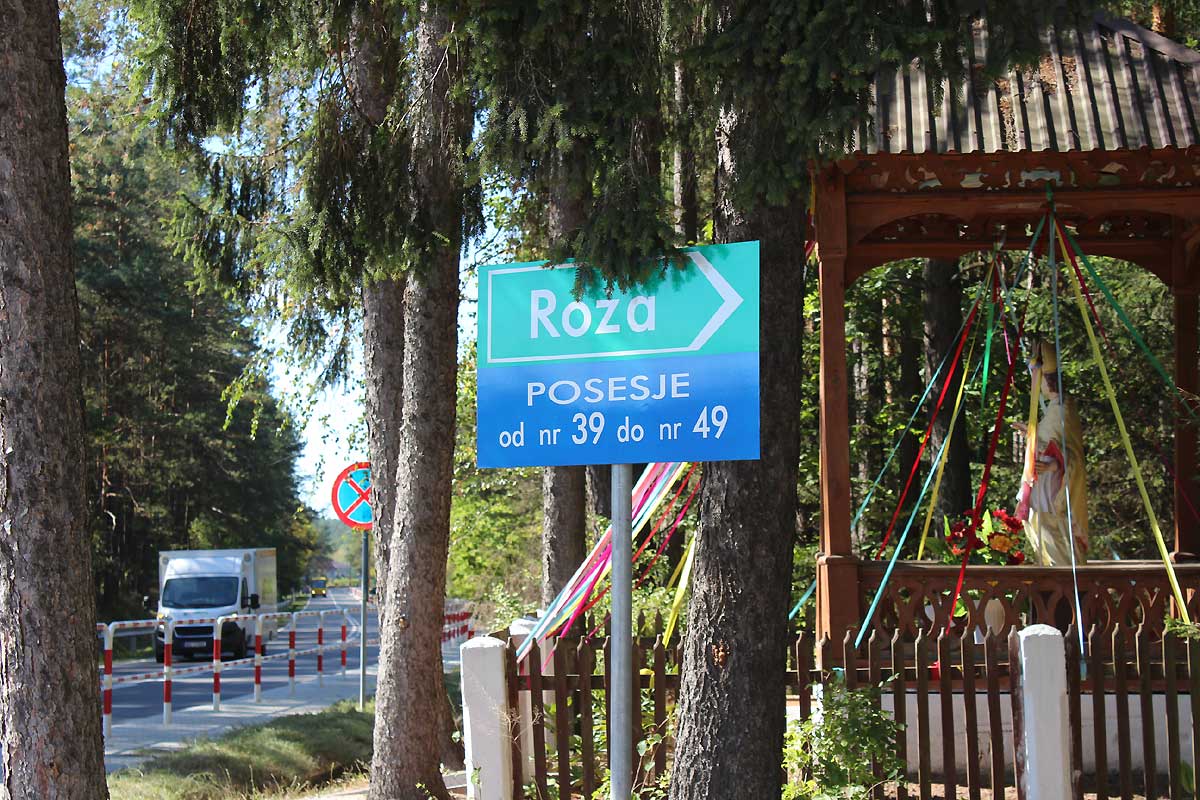 Roza
POSESJE
od nr 39 do nr 49